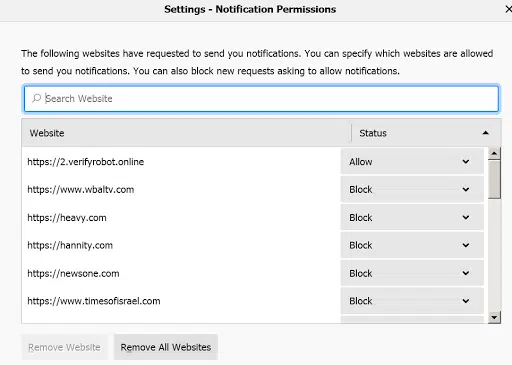 Settings - Notification Permissions
The following websites have requested to send you notifications. You can specify which websites are allowed
to send you notifications. You can also block new requests asking to allow notifications.
Search Website
Website Status
https://2.verifyrobot.online Allow
https://www.wbaltv.com Block
https://heavy.com Block
https://hannity.com Block
https://newsone.com Block
https://www.timesofisrael.com Block
Remove Website Remove All Websites